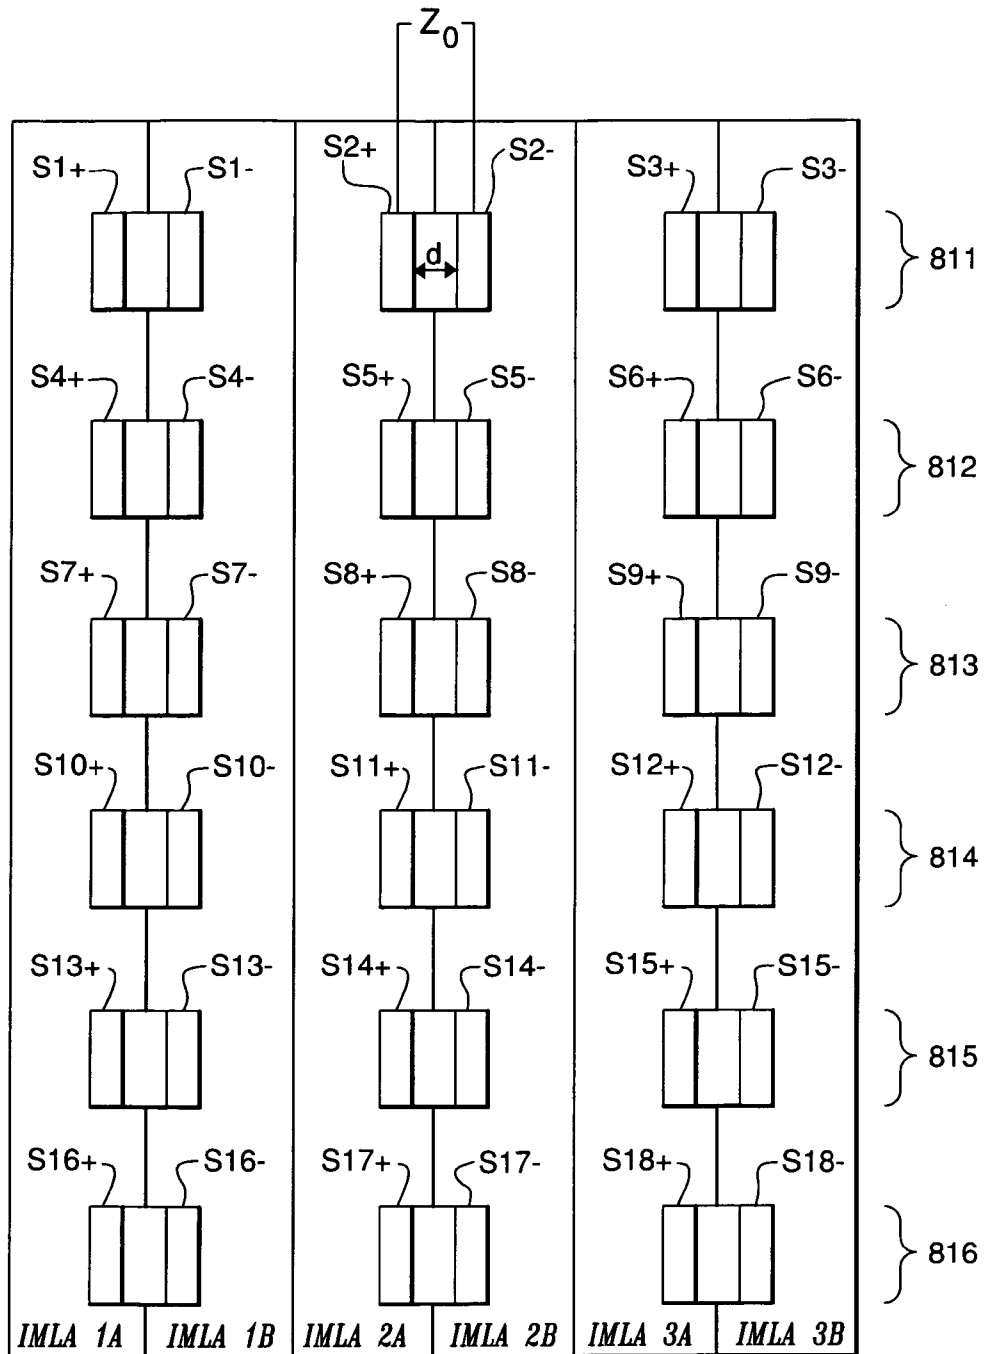 Z0
S1+ S1- S2+ S2- S3+ S3-
d
811
S4+ S4- S5+ S5- S6+ S6-
812
S7+ S7- S8+ S8- S9+ S9-
813
S10+ S10- S11+ S11- S12+ S12-
814
S13+ S13- S14+ S14- S15+ S15-
815
S16+ S16- S17+ S17- S18+ S18-
816
IMLA 1A IMLA 1B IMLA 2A IMLA 2B IMLA 3A IMLA 3B